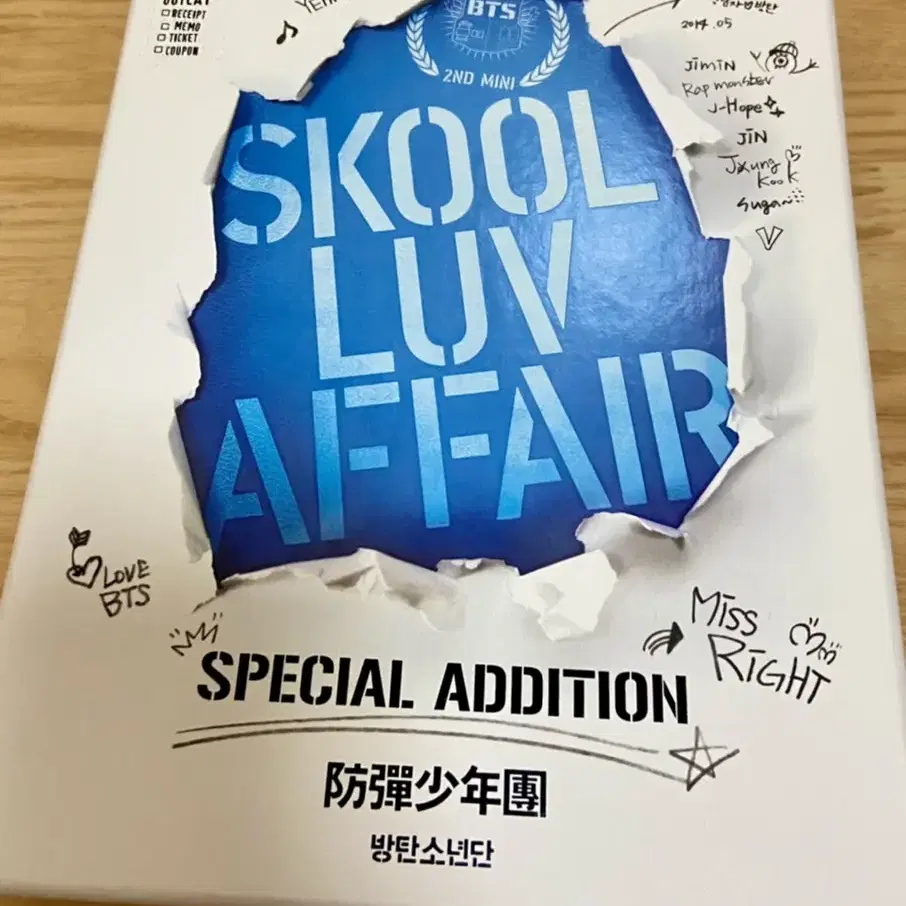 RECEIPT
MEMO
TICKET
COUPON
BTS
2ND MINI
SKOOL
LUV
AFFAIR
2014.05
JiMiN
Rap monster
J-Hope
JiN
Jxung
Kook
suga
V
LOVE
BTS
Miss
RiGHT
SPECIAL ADDITION
防彈少年團
방탄소년단